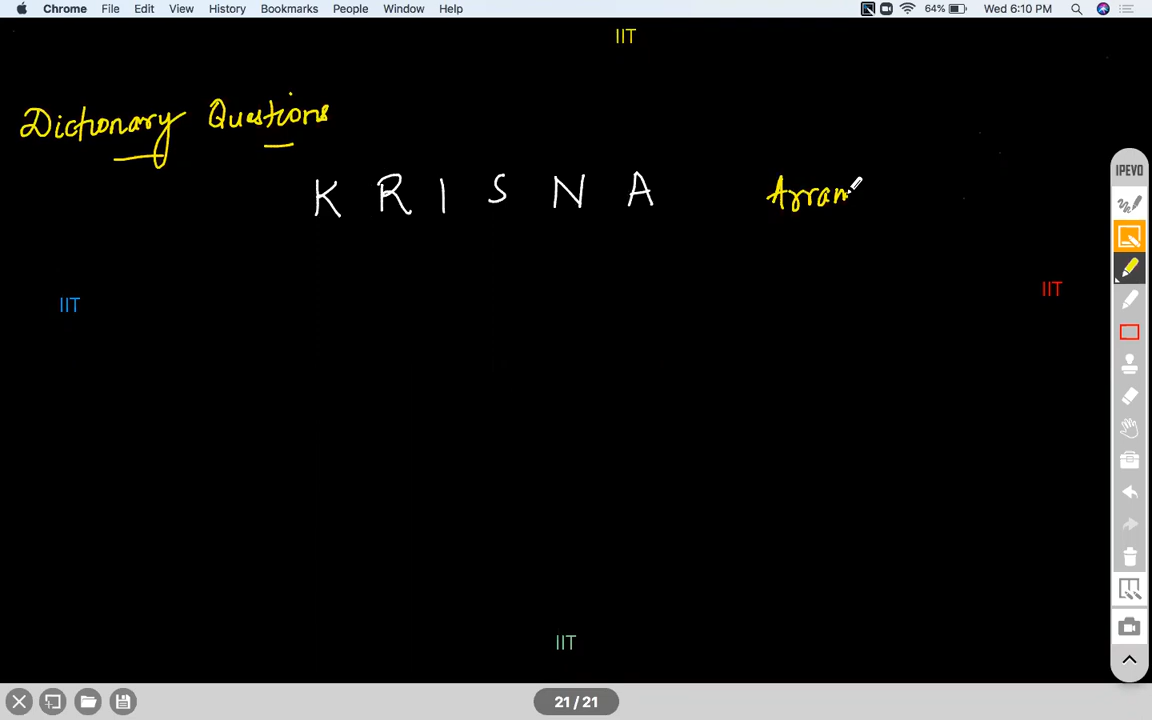 Chrome File Edit View History Bookmarks People Window Help 64% Wed 6:10 PM
IIT
Dictionary Questions
K R I S N A Arran
IPEVO
IIT
IIT
IIT
21 / 21